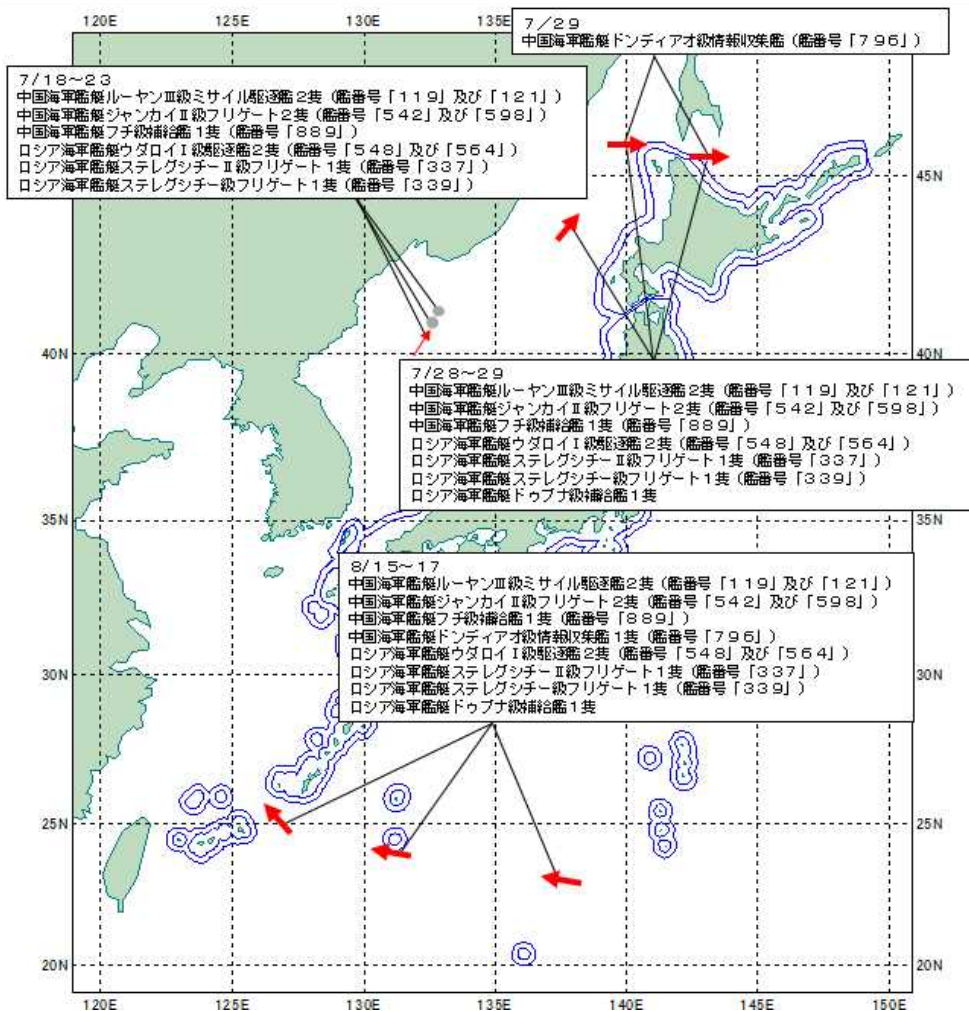 120E
125E
130E
135E
7／29
中国海軍艦艇ドンディアオ級情報収集艦（艦番号「796」）
7/18～23
中国海軍艦艇ルーヤンⅢ級ミサイル駆逐艦２隻（艦番号「119」及び「121」）
中国海軍艦艇ジャンカイⅡ級フリゲート２隻（艦番号「542」及び「598」）
中国海軍艦艇フチ級補給艦１隻（艦番号「889」）
ロシア海軍艦艇ウダロイⅠ級駆逐艦２隻（艦番号「548」及び「564」）
ロシア海軍艦艇ステレグシチーⅡ級フリゲート１隻（艦番号「337」）
ロシア海軍艦艇ステレグシチー級フリゲート１隻（艦番号「339」）
45N
45N
40N
40N
7/28～29
中国海軍艦艇ルーヤンⅢ級ミサイル駆逐艦２隻（艦番号「119」及び「121」）
中国海軍艦艇ジャンカイⅡ級フリゲート２隻（艦番号「542」及び「598」）
中国海軍艦艇フチ級補給艦１隻（艦番号「889」）
ロシア海軍艦艇ウダロイⅠ級駆逐艦２隻（艦番号「548」及び「564」）
ロシア海軍艦艇ステレグシチーⅡ級フリゲート１隻（艦番号「337」）
ロシア海軍艦艇ステレグシチー級フリゲート１隻（艦番号「339」）
ロシア海軍艦艇ドゥブナ級補給艦１隻
35N
35N
8/15～17
中国海軍艦艇ルーヤンⅢ級ミサイル駆逐艦２隻（艦番号「119」及び「121」）
中国海軍艦艇ジャンカイⅡ級フリゲート２隻（艦番号「542」及び「598」）
中国海軍艦艇フチ級補給艦１隻（艦番号「889」）
中国海軍艦艇ドンディアオ級情報収集艦１隻（艦番号「796」）
ロシア海軍艦艇ウダロイⅠ級駆逐艦２隻（艦番号「548」及び「564」）
ロシア海軍艦艇ステレグシチーⅡ級フリゲート１隻（艦番号「337」）
ロシア海軍艦艇ステレグシチー級フリゲート１隻（艦番号「339」）
ロシア海軍艦艇ドゥブナ級補給艦１隻
30N
30N
25N
25N
20N
20N
120E
125E
130E
135E
140E
145E
150E